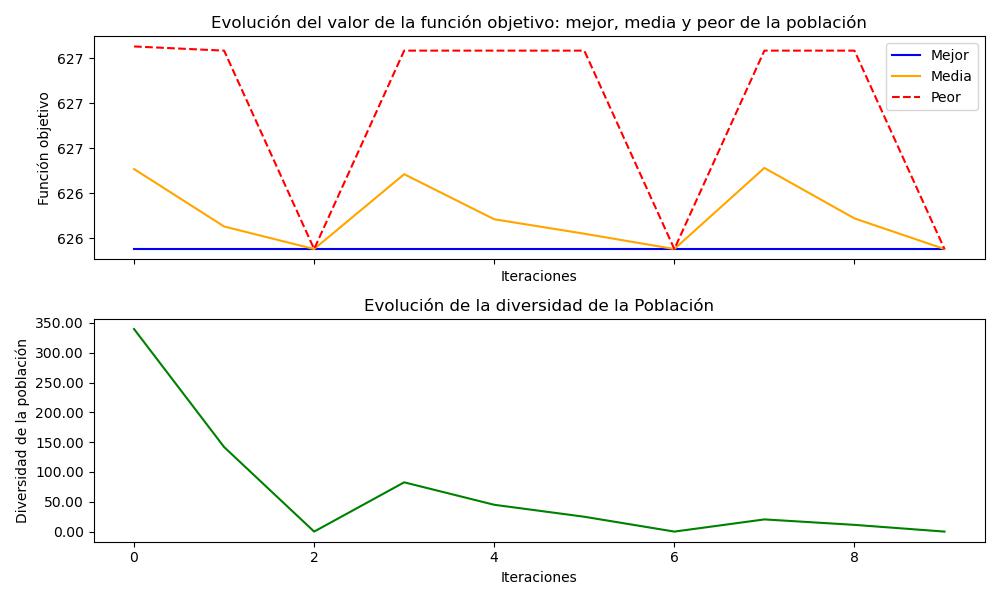 Evolución del valor de la función objetivo: mejor, media y peor de la población
Función objetivo
627
627
627
626
626
Mejor
Media
Peor
Iteraciones
Evolución de la diversidad de la Población
Diversidad de la población
350.00
300.00
250.00
200.00
150.00
100.00
50.00
0.00
0 2 4 6 8
Iteraciones